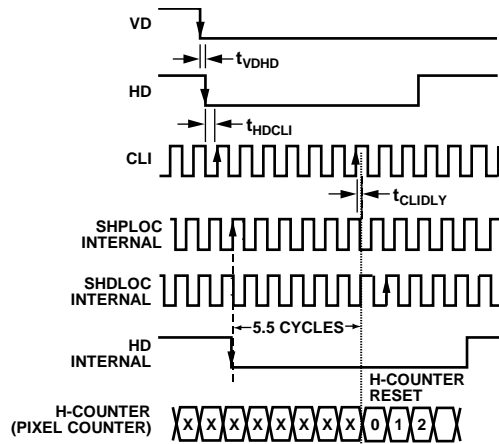 VD
tVDHD
HD
tHDCLI
CLI
tCLIDLY
SHPLOC
INTERNAL
SHDLOC
INTERNAL
5.5 CYCLES
HD
INTERNAL
H-COUNTER
RESET
H-COUNTER
(PIXEL COUNTER)
X X X X X X X 0 1 2